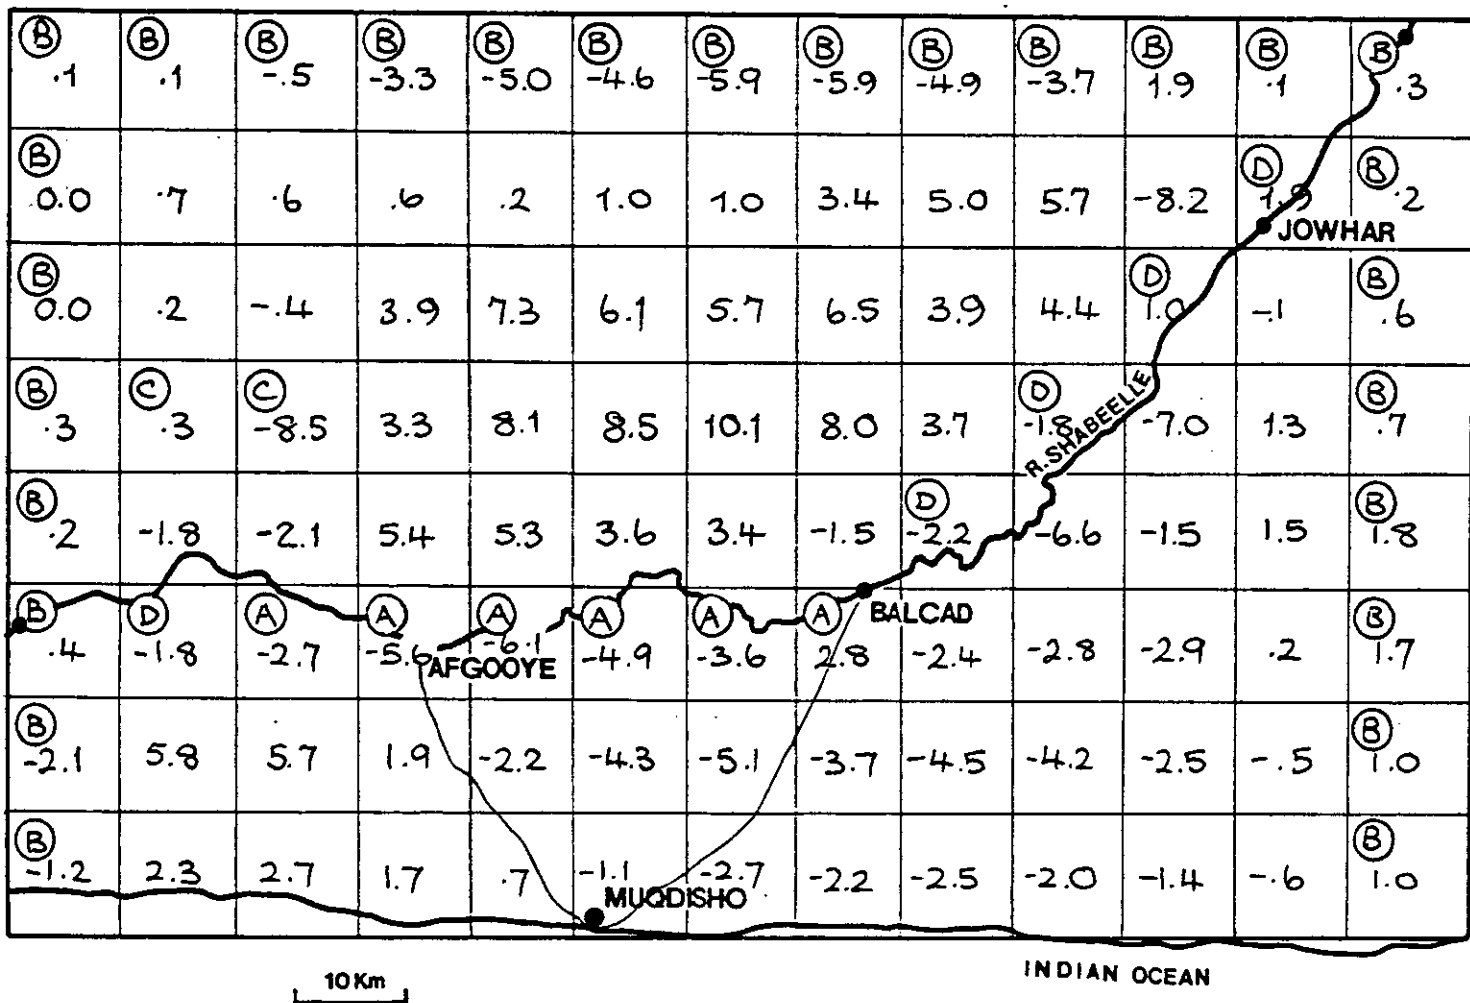 B B B B B B B B B B B B B
.1 .1 -.5 -3.3 -5.0 -4.6 -5.9 -5.9 -4.9 -3.7 1.9 .1 .3
B D B
0.0 .7 .6 .6 .2 1.0 1.0 3.4 5.0 5.7 -8.2 1.9 .2
JOWHAR
B D B
0.0 .2 -.4 3.9 7.3 6.1 5.7 6.5 3.9 4.4 1.0 -.1 .6
B C C D B
.3 .3 -8.5 3.3 8.1 8.5 10.1 8.0 3.7 -1.8 -7.0 1.3 .7
R. SHABEELLE
B D B
.2 -1.8 -2.1 5.4 5.3 3.6 3.4 -1.5 -2.2 -6.6 -1.5 1.5 1.8
B D A A A A A A BALCAD B
.4 -1.8 -2.7 -5.6 -6.1 -4.9 -3.6 2.8 -2.4 -2.8 -2.9 .2 1.7
AFGOOYE
B B
-2.1 5.8 5.7 1.9 -2.2 -4.3 -5.1 -3.7 -4.5 -4.2 -2.5 -.5 1.0
B B
-1.2 2.3 2.7 1.7 .7 -1.1 -2.7 -2.2 -2.5 -2.0 -1.4 -.6 1.0
MUQDISHO
INDIAN OCEAN
10 Km